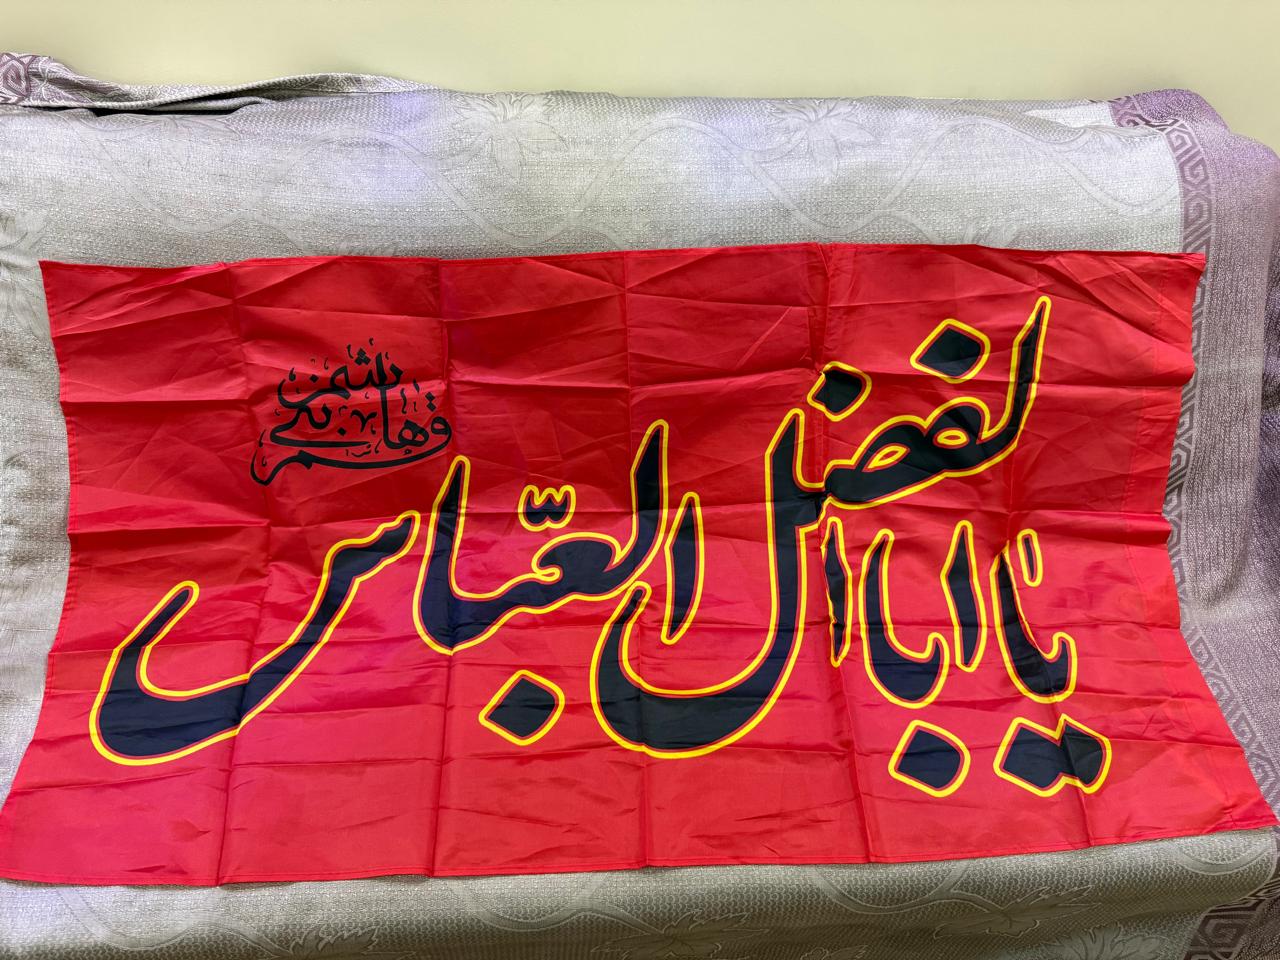 یا اباالفضل العبّاس
قمر بنی هاشم